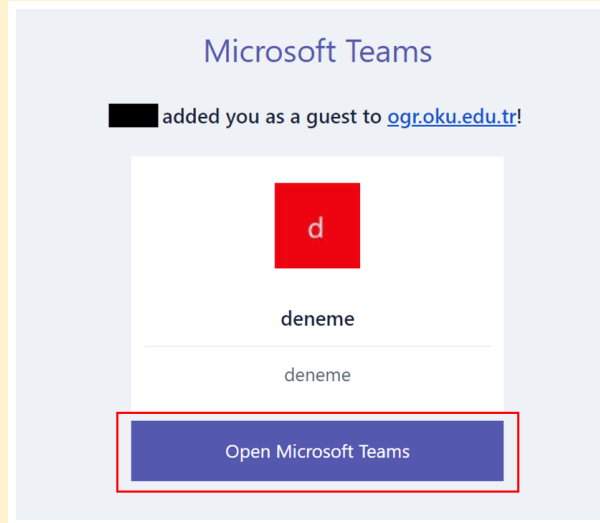 Microsoft Teams
added you as a guest to ogr.oku.edu.tr!
d
deneme
deneme
Open Microsoft Teams